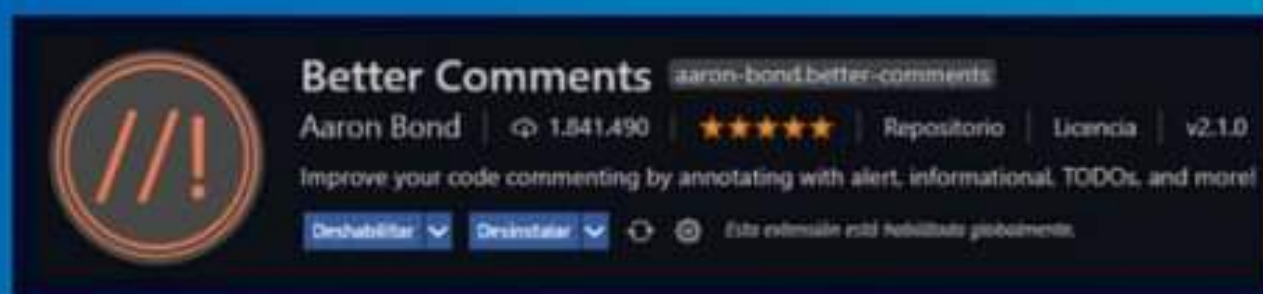 //!
Better Comments aaron-bond.better-comments
Aaron Bond 1.841.490 Repositorio Licencia v2.1.0
Improve your code commenting by annotating with alert, informational, TODOs, and more!
Deshabilitar Desinstalar Esta extensión está habilitada globalmente.